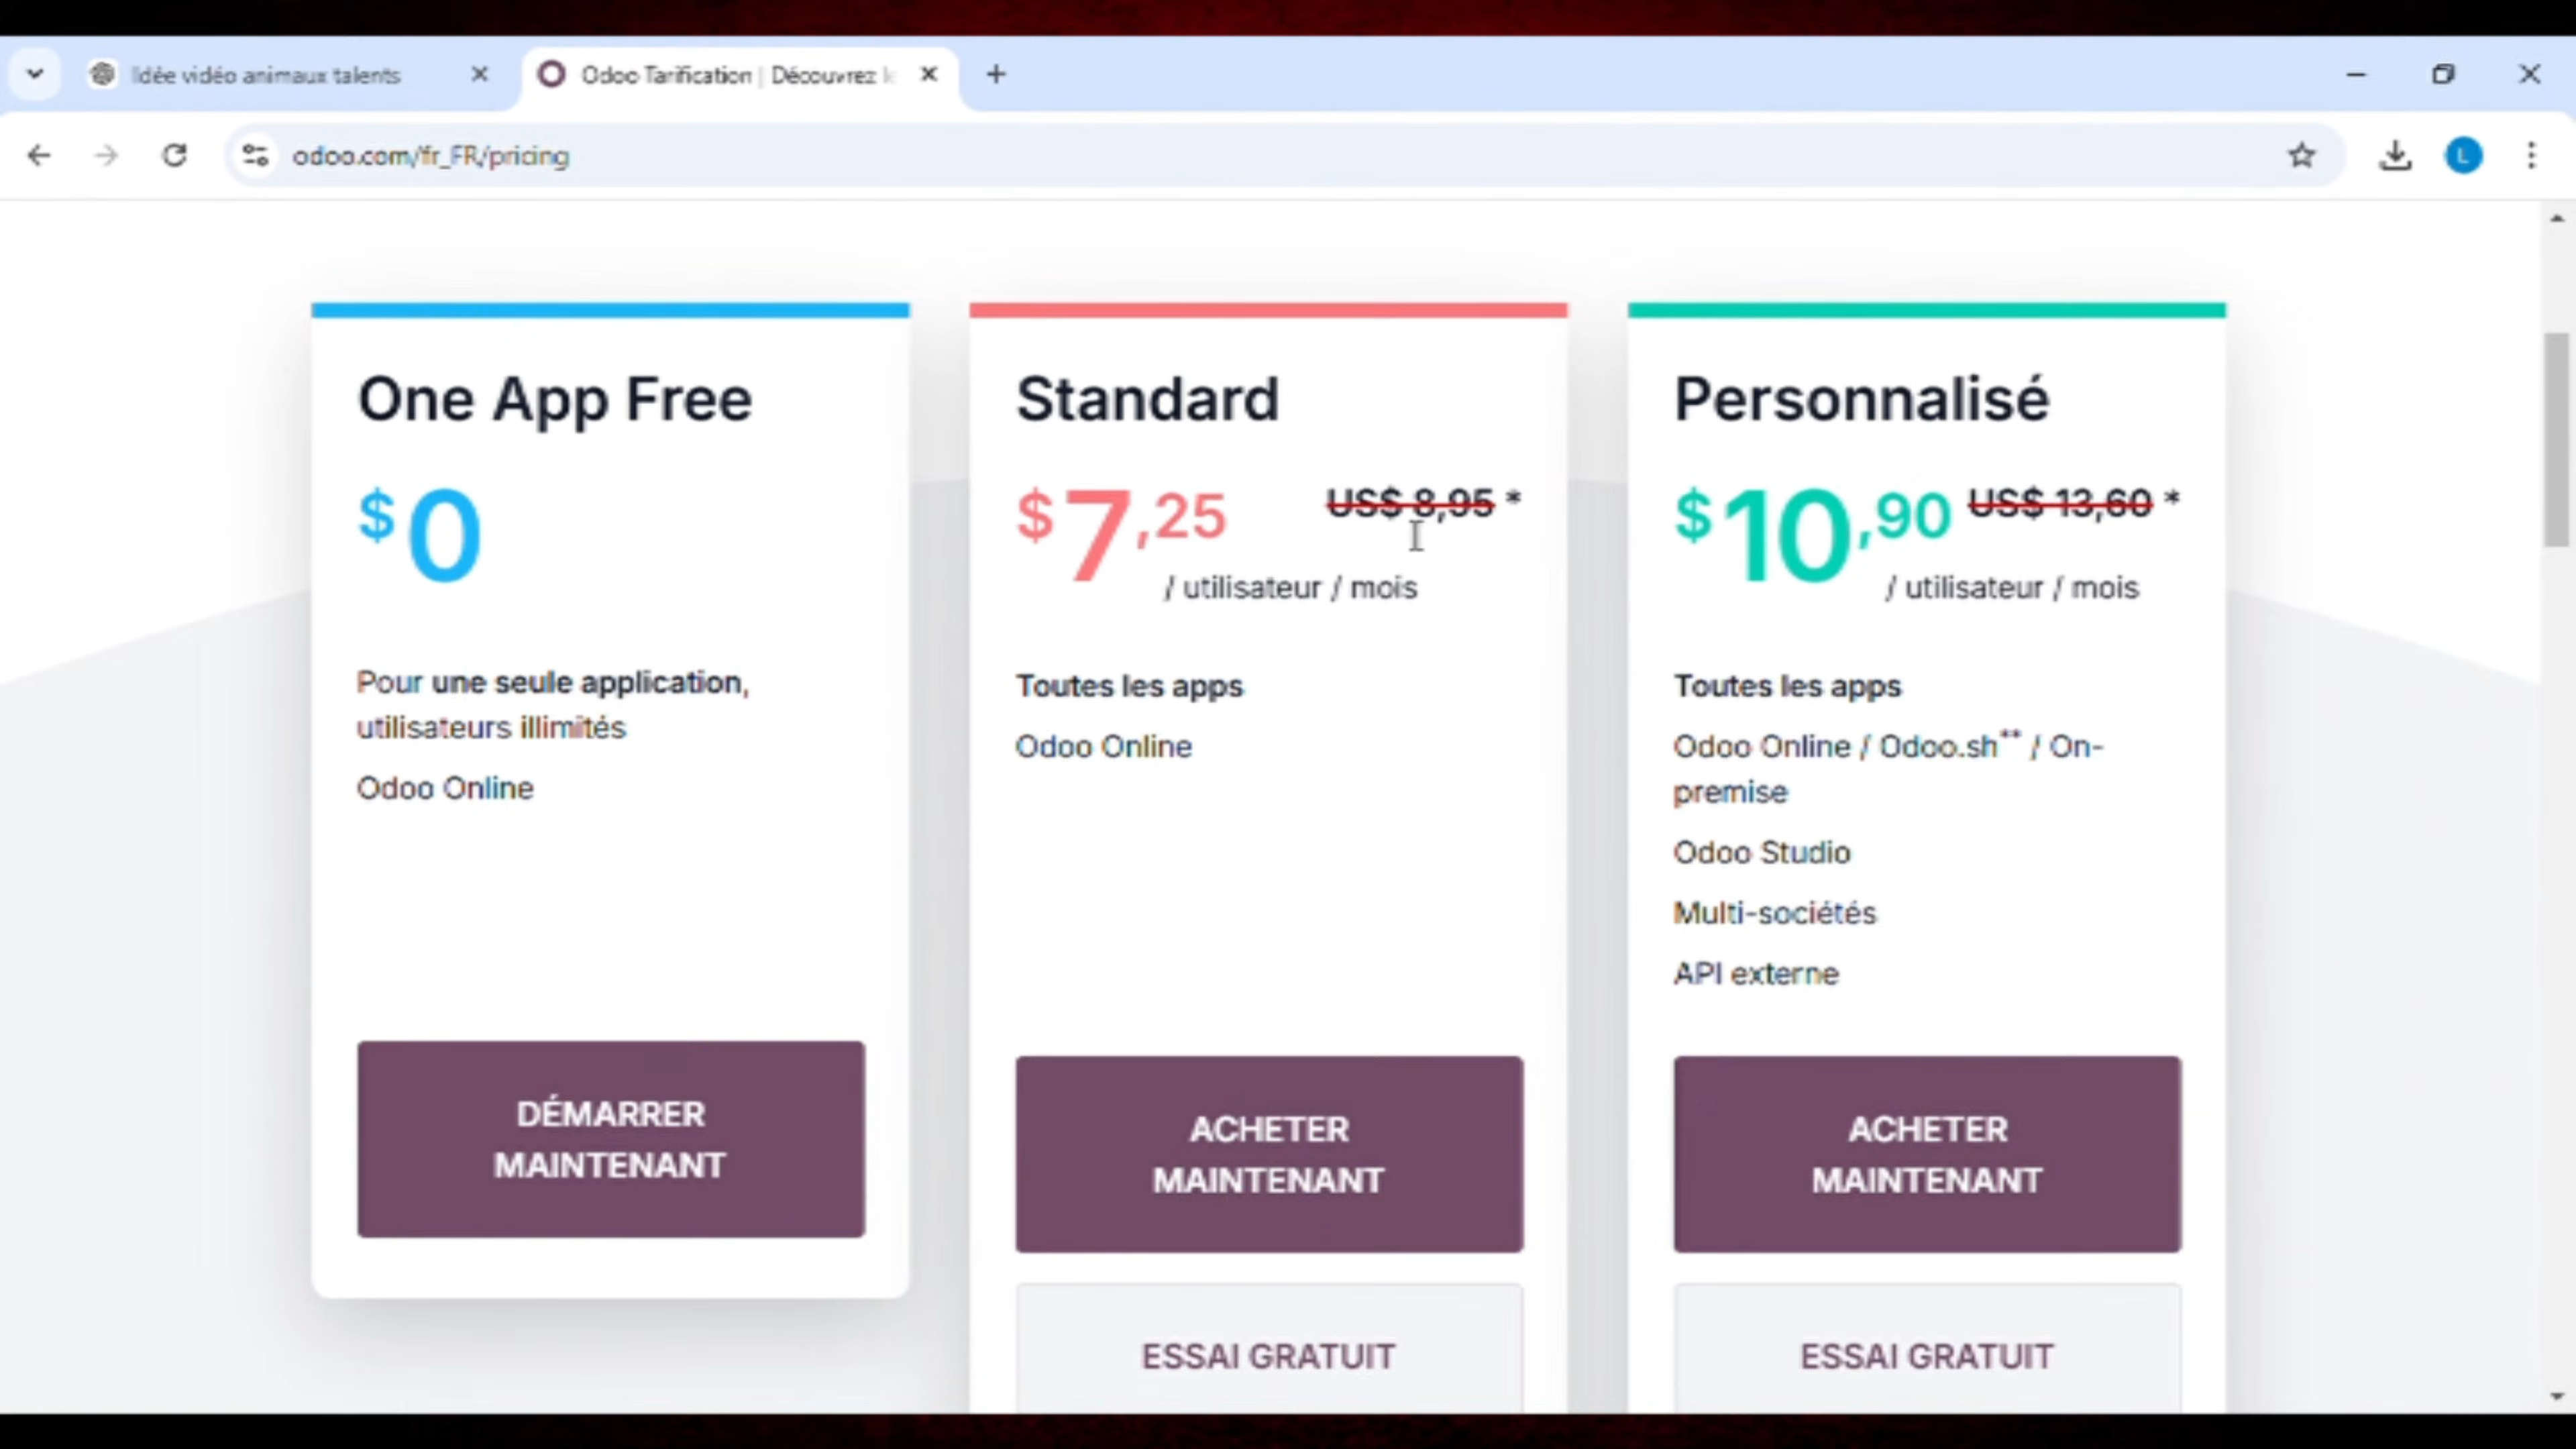 Idée vidéo animaux talents
Odoo Tarification | Découvrez
odoo.com/fr_FR/pricing
L
One App Free
$0
Pour une seule application,
utilisateurs illimités
Odoo Online
DÉMARRER
MAINTENANT
Standard
$7,25 US$ 8,95 *
/ utilisateur / mois
Toutes les apps
Odoo Online
ACHETER
MAINTENANT
ESSAI GRATUIT
Personnalisé
$10,90 US$ 13,60 *
/ utilisateur / mois
Toutes les apps
Odoo Online / Odoo.sh** / On-
premise
Odoo Studio
Multi-sociétés
API externe
ACHETER
MAINTENANT
ESSAI GRATUIT